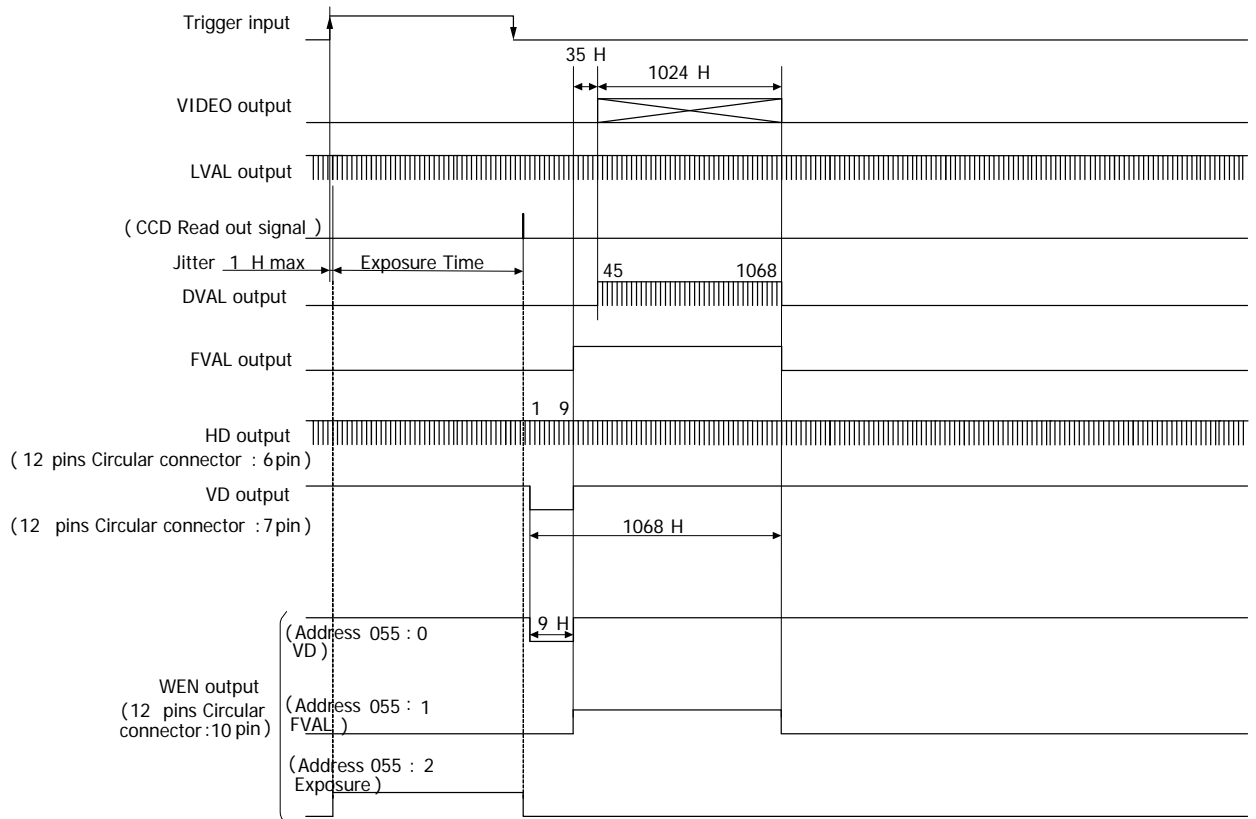 Trigger input
35 H
1024 H
VIDEO output
LVAL output
( CCD Read out signal )
Jitter 1 H max
Exposure Time
45 1068
DVAL output
FVAL output
1 9
HD output
( 12 pins Circular connector : 6pin )
VD output
(12 pins Circular connector :7pin )
1068 H
9 H
(Address 055 : 0
VD )
WEN output
(12 pins Circular
connector :10 pin )
(Address 055 : 1
FVAL )
(Address 055 : 2
Exposure )